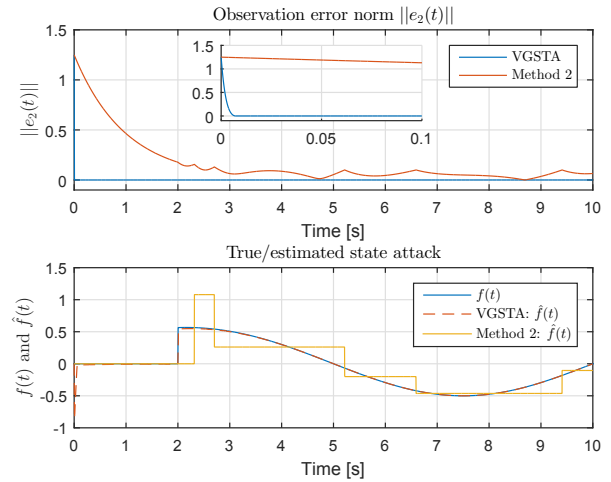 Observation error norm ||e₂(t)||
1.5
1
0.5
0
||e₂(t)||
VGSTA
Method 2
1.5
1
0.5
0
0 0.05 0.1
0 1 2 3 4 5 6 7 8 9 10
Time [s]
True/estimated state attack
1.5
1
0.5
0
-0.5
-1
f(t) and f̂(t)
f(t)
VGSTA: f̂(t)
Method 2: f̂(t)
0 1 2 3 4 5 6 7 8 9 10
Time [s]